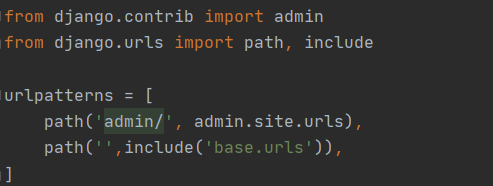 from django.contrib import admin
from django.urls import path, include
urlpatterns = [
path('admin/', admin.site.urls),
path('',include('base.urls')),
]